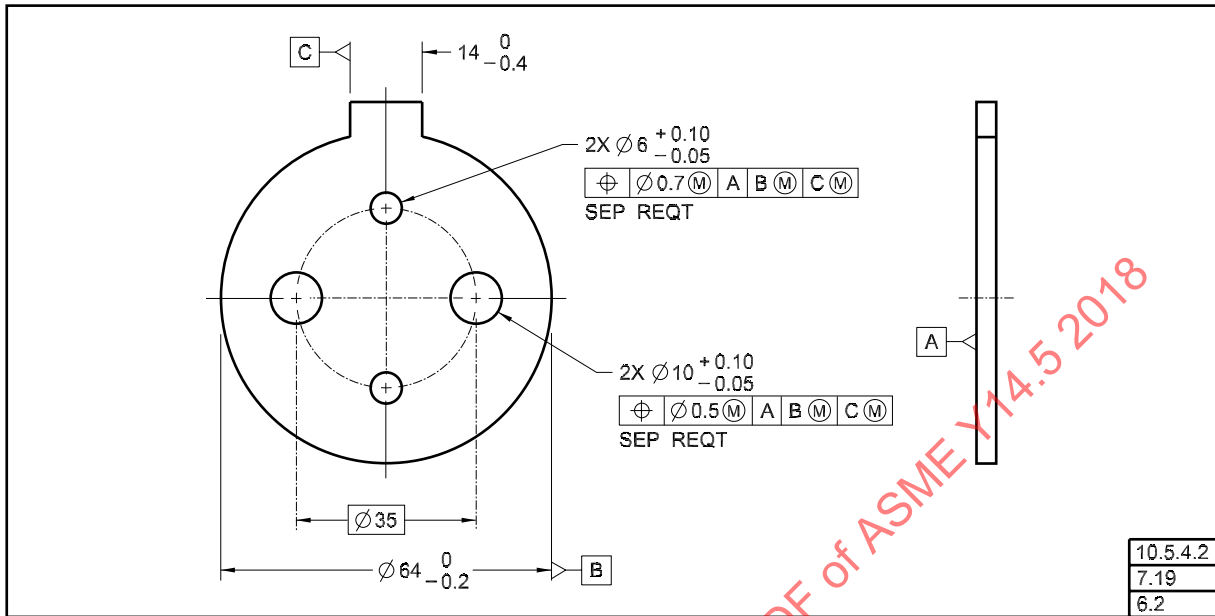 C
14 0
−0.4
2X ∅6 +0.10
−0.05
⌖ ∅0.7Ⓜ A BⓂ CⓂ
SEP REQT
A
2X ∅10 +0.10
−0.05
⌖ ∅0.5Ⓜ A BⓂ CⓂ
SEP REQT
∅35
∅64 0
−0.2
B
DF of ASME Y14.5 2018
10.5.4.2
7.19
6.2